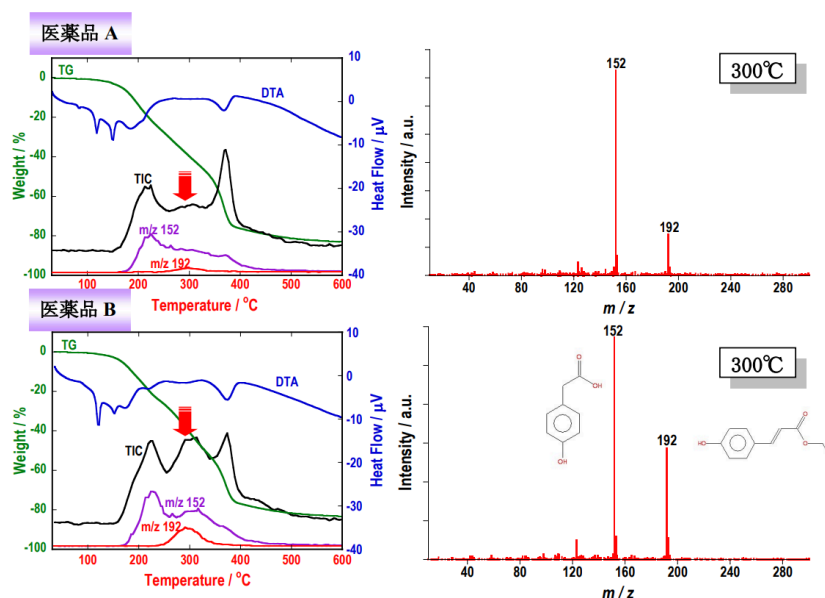 医薬品 A
TG
DTA
TIC
m/z 152
m/z 192
Weight / %
0
-20
-40
-60
-80
-100
Heat Flow / μV
10
0
-10
-20
-30
-40
100
200
300
400
500
600
Temperature / °C
152
192
300℃
Intensity / a.u.
40
80
120
160
200
240
280
m / z
医薬品 B
TG
DTA
TIC
m/z 152
m/z 192
Weight / %
0
-20
-40
-60
-80
-100
Heat Flow / μV
10
0
-10
-20
-30
-40
100
200
300
400
500
600
Temperature / °C
152
192
300℃
O
OH
OH
HO
O
O
Intensity / a.u.
40
80
120
160
200
240
280
m / z